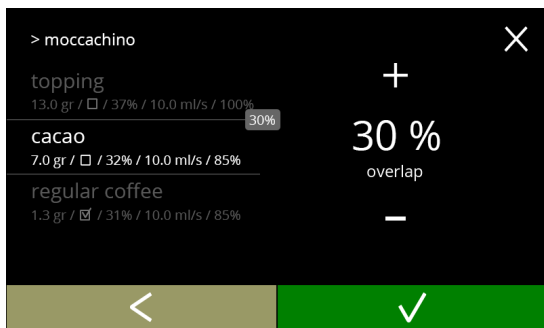 > moccachino
topping
13.0 gr / ☐ / 37% / 10.0 ml/s / 100%
30%
cacao
7.0 gr / ☐ / 32% / 10.0 ml/s / 85%
regular coffee
1.3 gr / ☑ / 31% / 10.0 ml/s / 85%
+
30 %
overlap
-